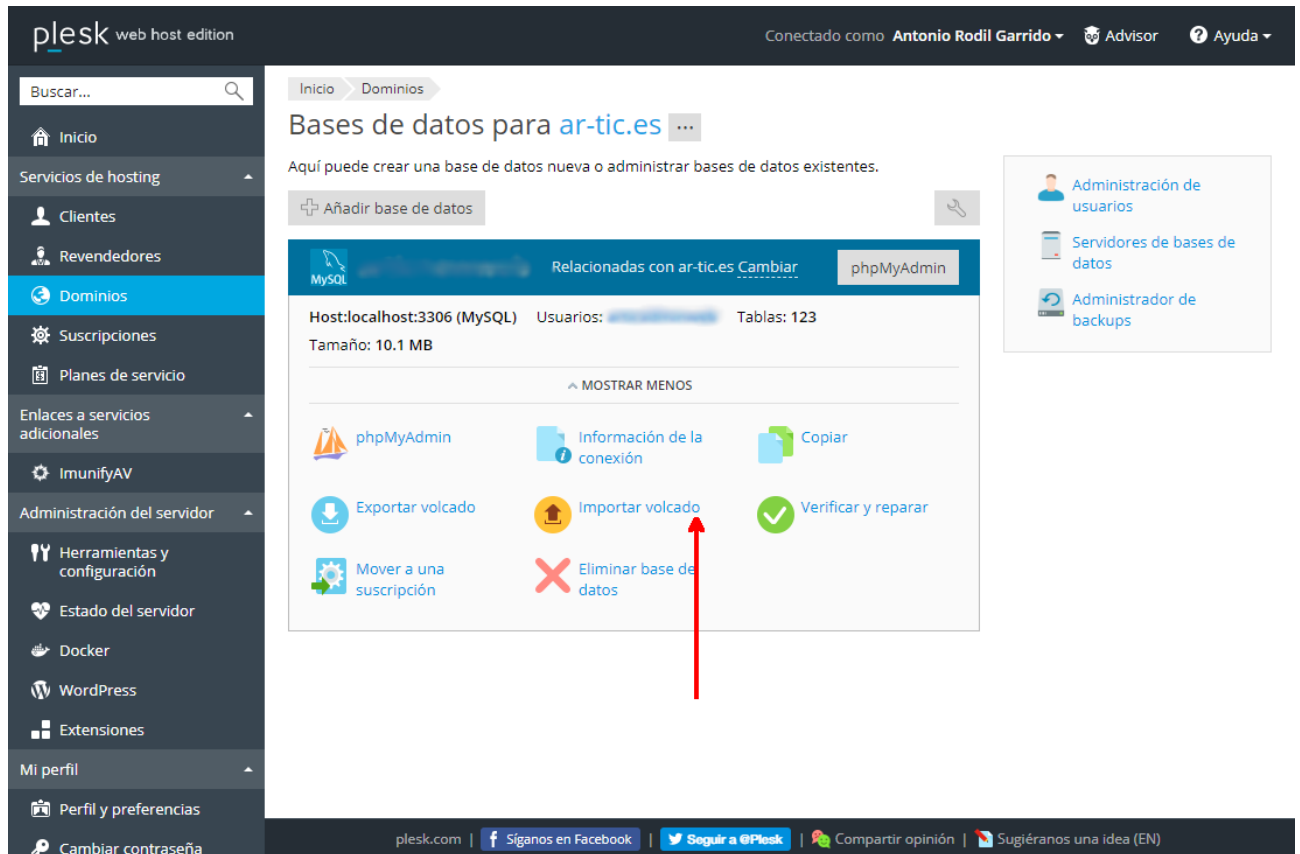 plesk web host edition
Conectado como Antonio Rodil Garrido
Advisor
Ayuda
Buscar...
Inicio
Servicios de hosting
Clientes
Revendedores
Dominios
Suscripciones
Planes de servicio
Enlaces a servicios
adicionales
ImunifyAV
Administración del servidor
Herramientas y
configuración
Estado del servidor
Docker
WordPress
Extensiones
Mi perfil
Perfil y preferencias
Cambiar contraseña
Inicio
Dominios
Bases de datos para ar-tic.es ...
Aquí puede crear una base de datos nueva o administrar bases de datos existentes.
Añadir base de datos
MySQL
Relacionadas con ar-tic.es Cambiar
phpMyAdmin
Host:localhost:3306 (MySQL) Usuarios: Tablas: 123
Tamaño: 10.1 MB
MOSTRAR MENOS
phpMyAdmin
Información de la
conexión
Copiar
Exportar volcado
Importar volcado
Verificar y reparar
Mover a una
suscripción
Eliminar base de
datos
Administración de
usuarios
Servidores de bases de
datos
Administrador de
backups
plesk.com | Síganos en Facebook | Seguir a @Plesk | Compartir opinión | Sugiéranos una idea (EN)